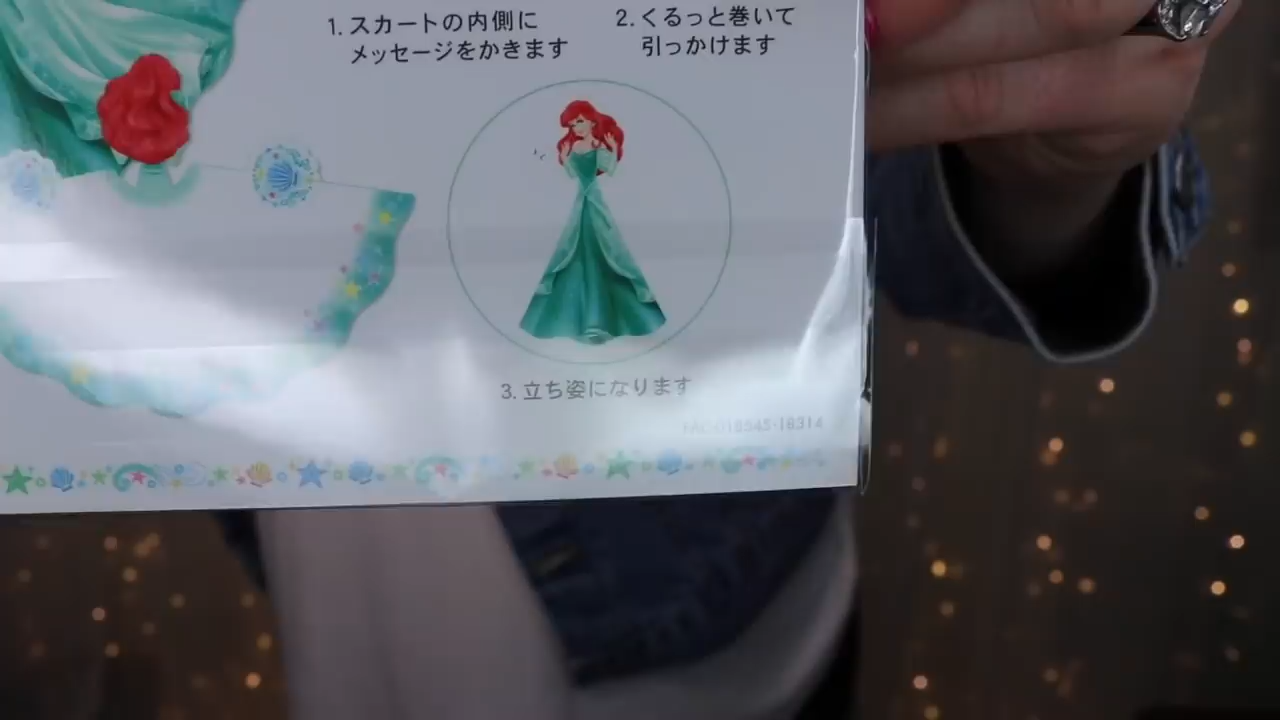 1. スカートの内側に
メッセージをかきます
2. くるっと巻いて
引っかけます
3. 立ち姿になります